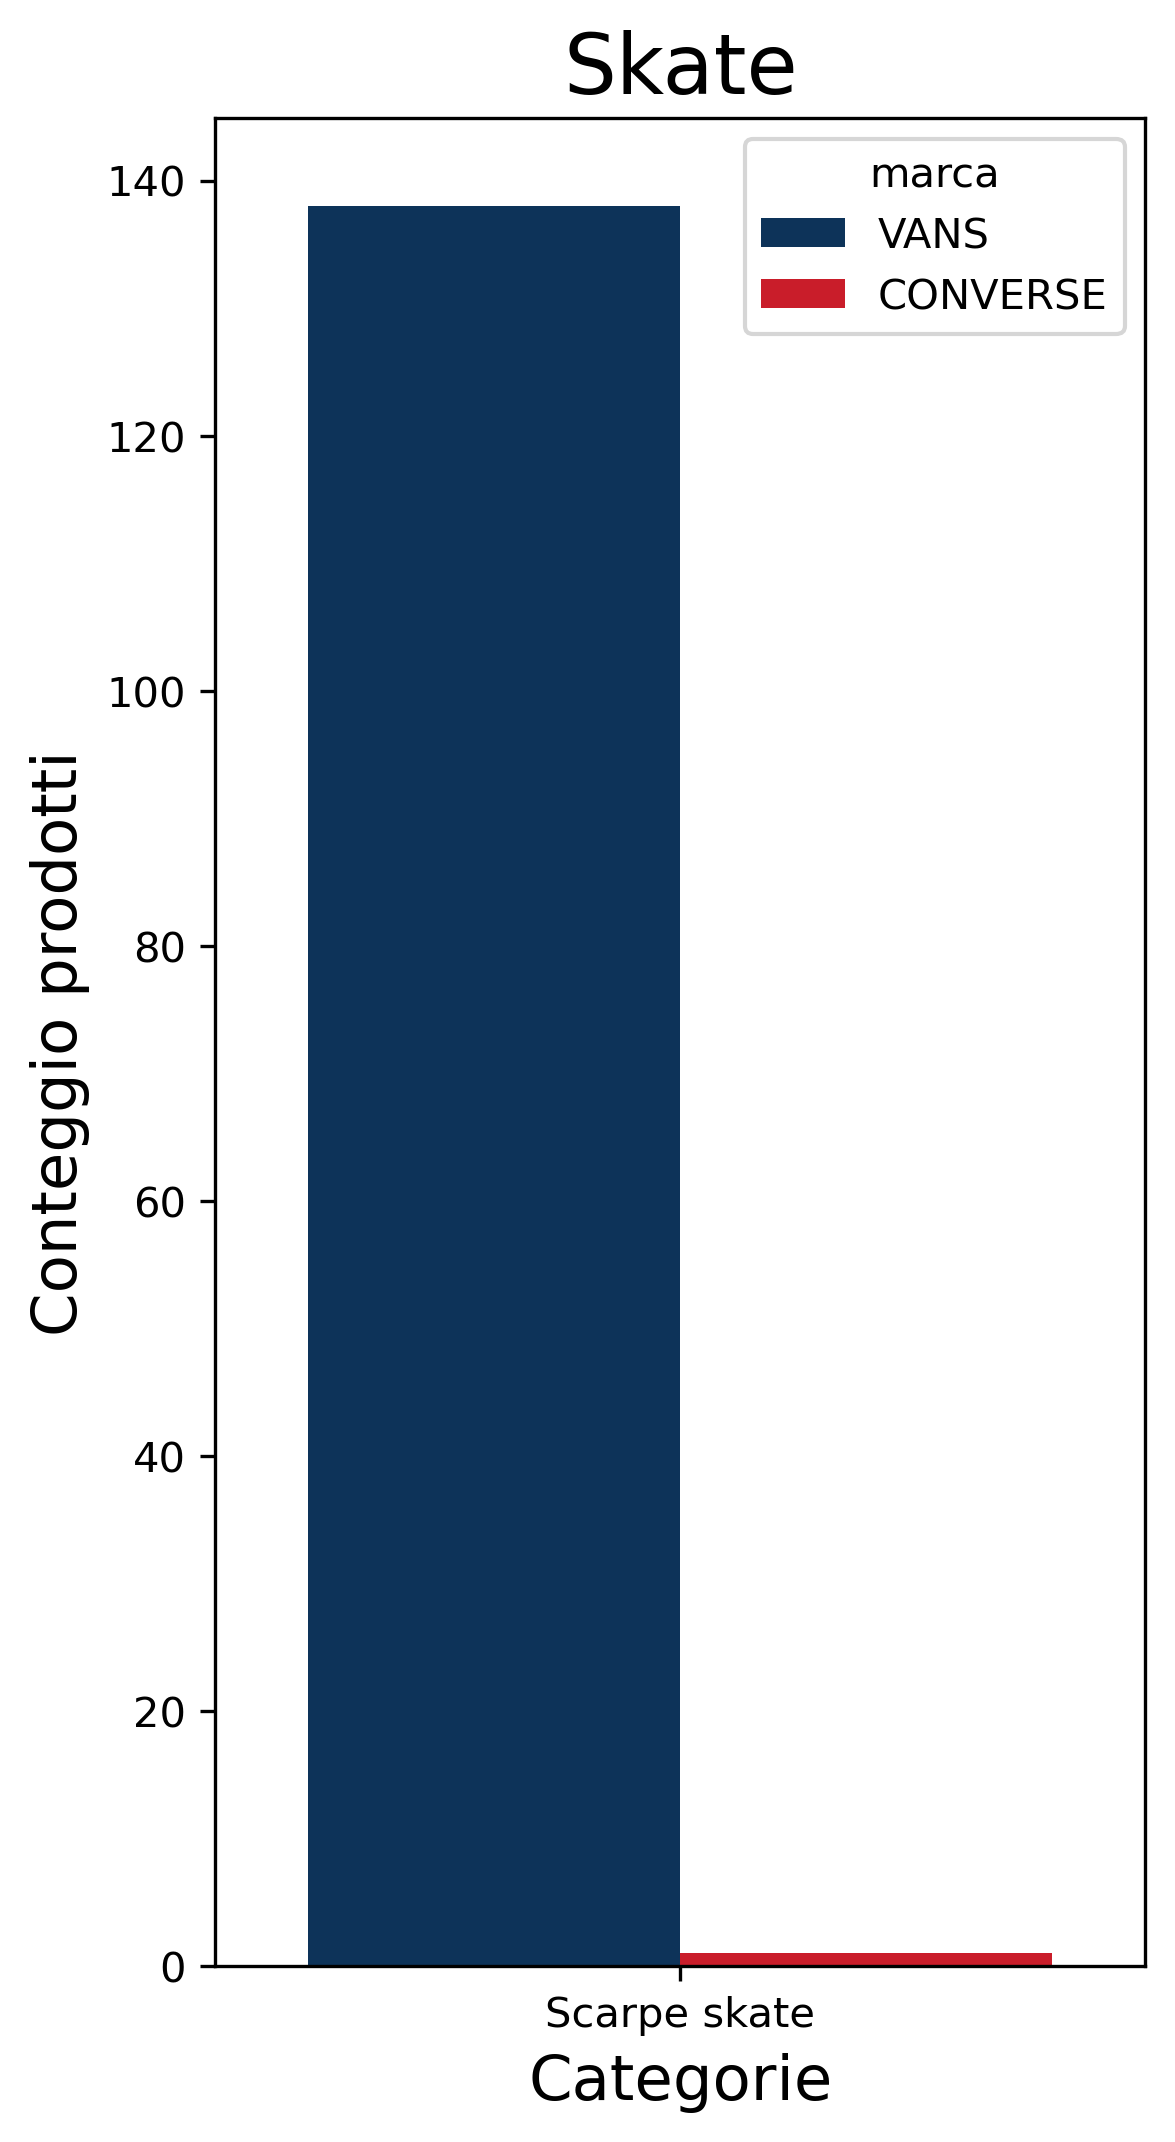 Skate
marca
VANS
CONVERSE
Conteggio prodotti
140
120
100
80
60
40
20
0
Scarpe skate
Categorie